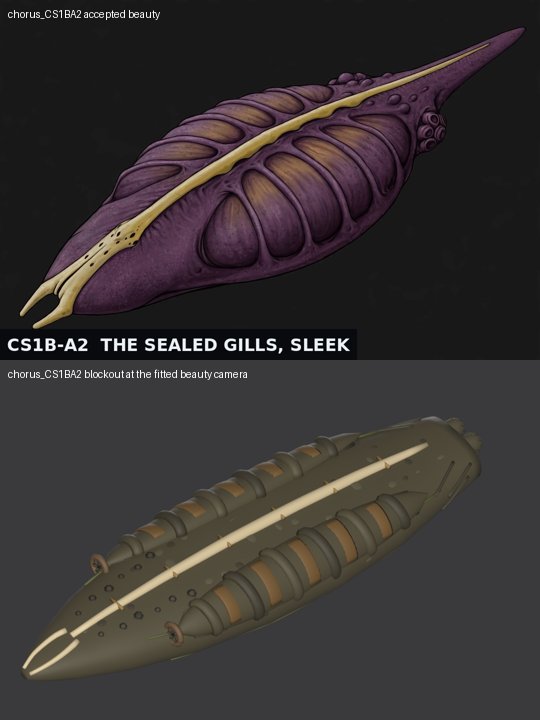 chorus_CS1BA2 accepted beauty
CS1B-A2 THE SEALED GILLS, SLEEK
chorus_CS1BA2 blockout at the fitted beauty camera